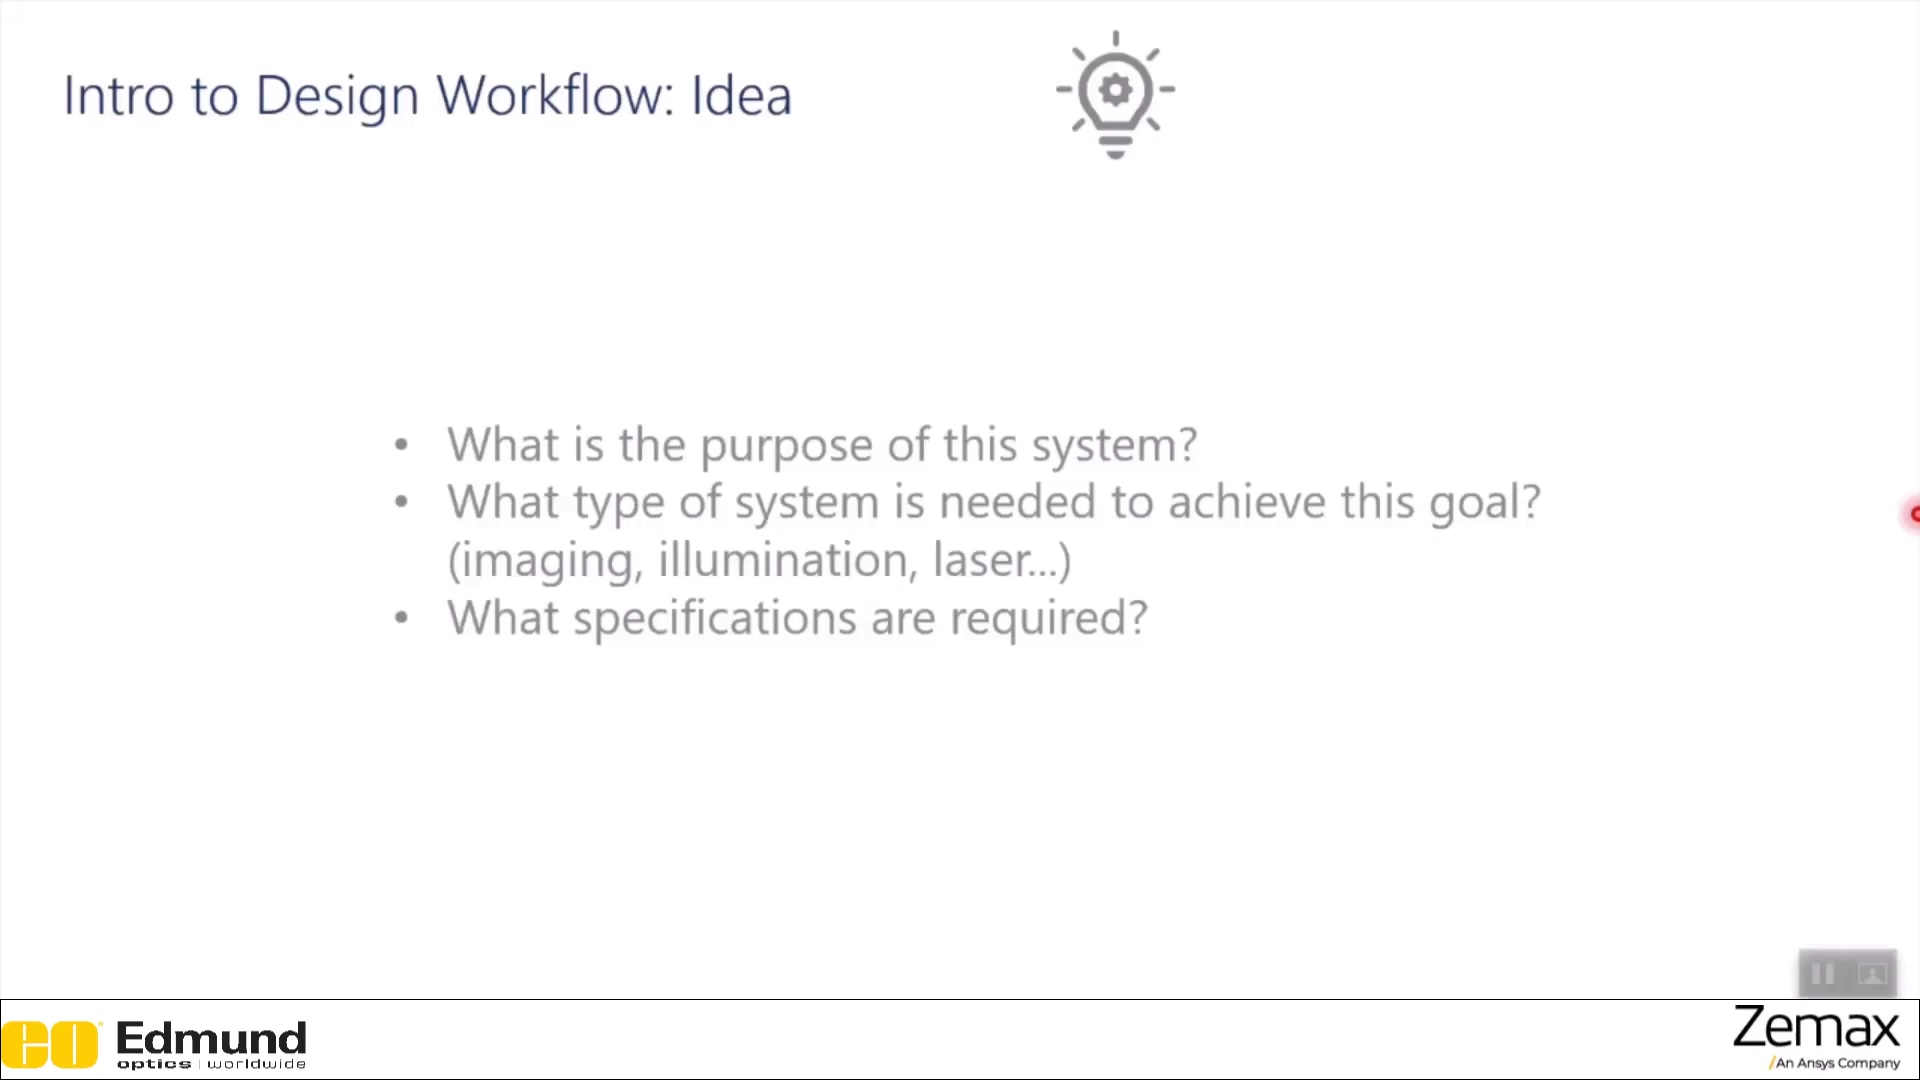 Intro to Design Workflow: Idea
• What is the purpose of this system?
• What type of system is needed to achieve this goal?
(imaging, illumination, laser...)
• What specifications are required?
EO Edmund
optics | worldwide
Zemax
/An Ansys Company